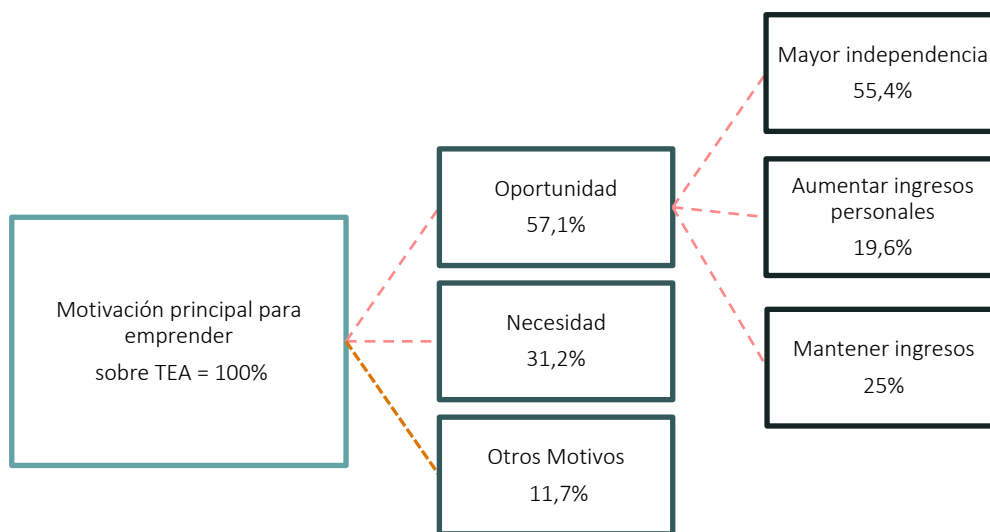 Motivación principal para
emprender
sobre TEA = 100%
Oportunidad
57,1%
Necesidad
31,2%
Otros Motivos
11,7%
Mayor independencia
55,4%
Aumentar ingresos
personales
19,6%
Mantener ingresos
25%